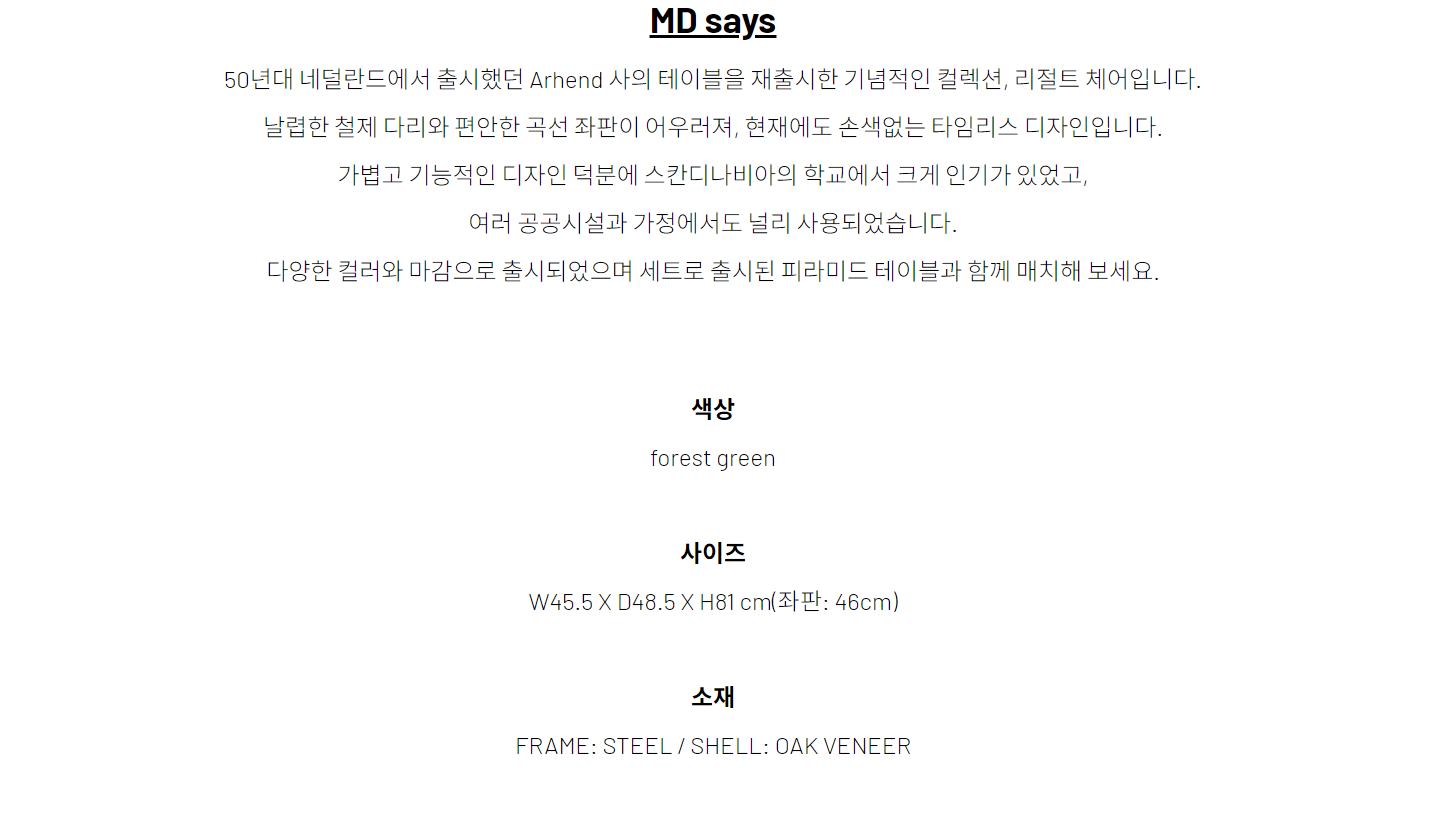 MD says
50년대 네덜란드에서 출시했던 Arhend 사의 테이블을 재출시한 기념적인 컬렉션, 리절트 체어입니다.
날렵한 철제 다리와 편안한 곡선 좌판이 어우러져, 현재에도 손색없는 타임리스 디자인입니다.
가볍고 기능적인 디자인 덕분에 스칸디나비아의 학교에서 크게 인기가 있었고,
여러 공공시설과 가정에서도 널리 사용되었습니다.
다양한 컬러와 마감으로 출시되었으며 세트로 출시된 피라미드 테이블과 함께 매치해 보세요.
색상
forest green
사이즈
W45.5 X D48.5 X H81 cm(좌판: 46cm)
소재
FRAME: STEEL / SHELL: OAK VENEER